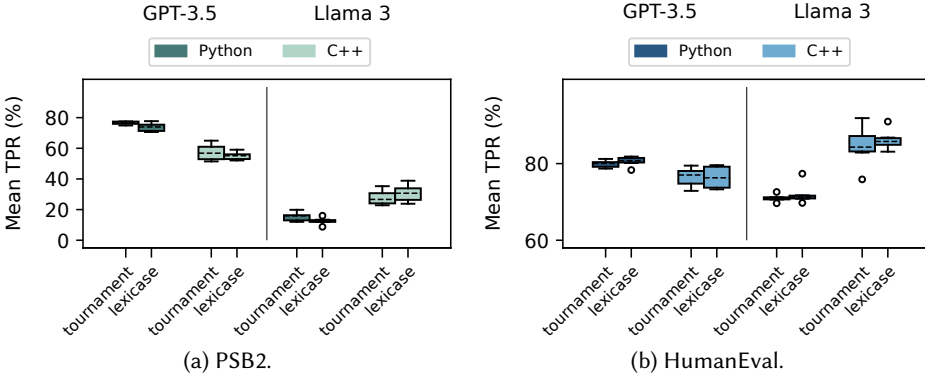 GPT-3.5 Llama 3
Python C++
Mean TPR (%)
80
60
40
20
0
tournament
lexicase
tournament
lexicase
tournament
lexicase
tournament
lexicase
(a) PSB2.
GPT-3.5 Llama 3
Python C++
Mean TPR (%)
80
60
tournament
lexicase
tournament
lexicase
tournament
lexicase
tournament
lexicase
(b) HumanEval.